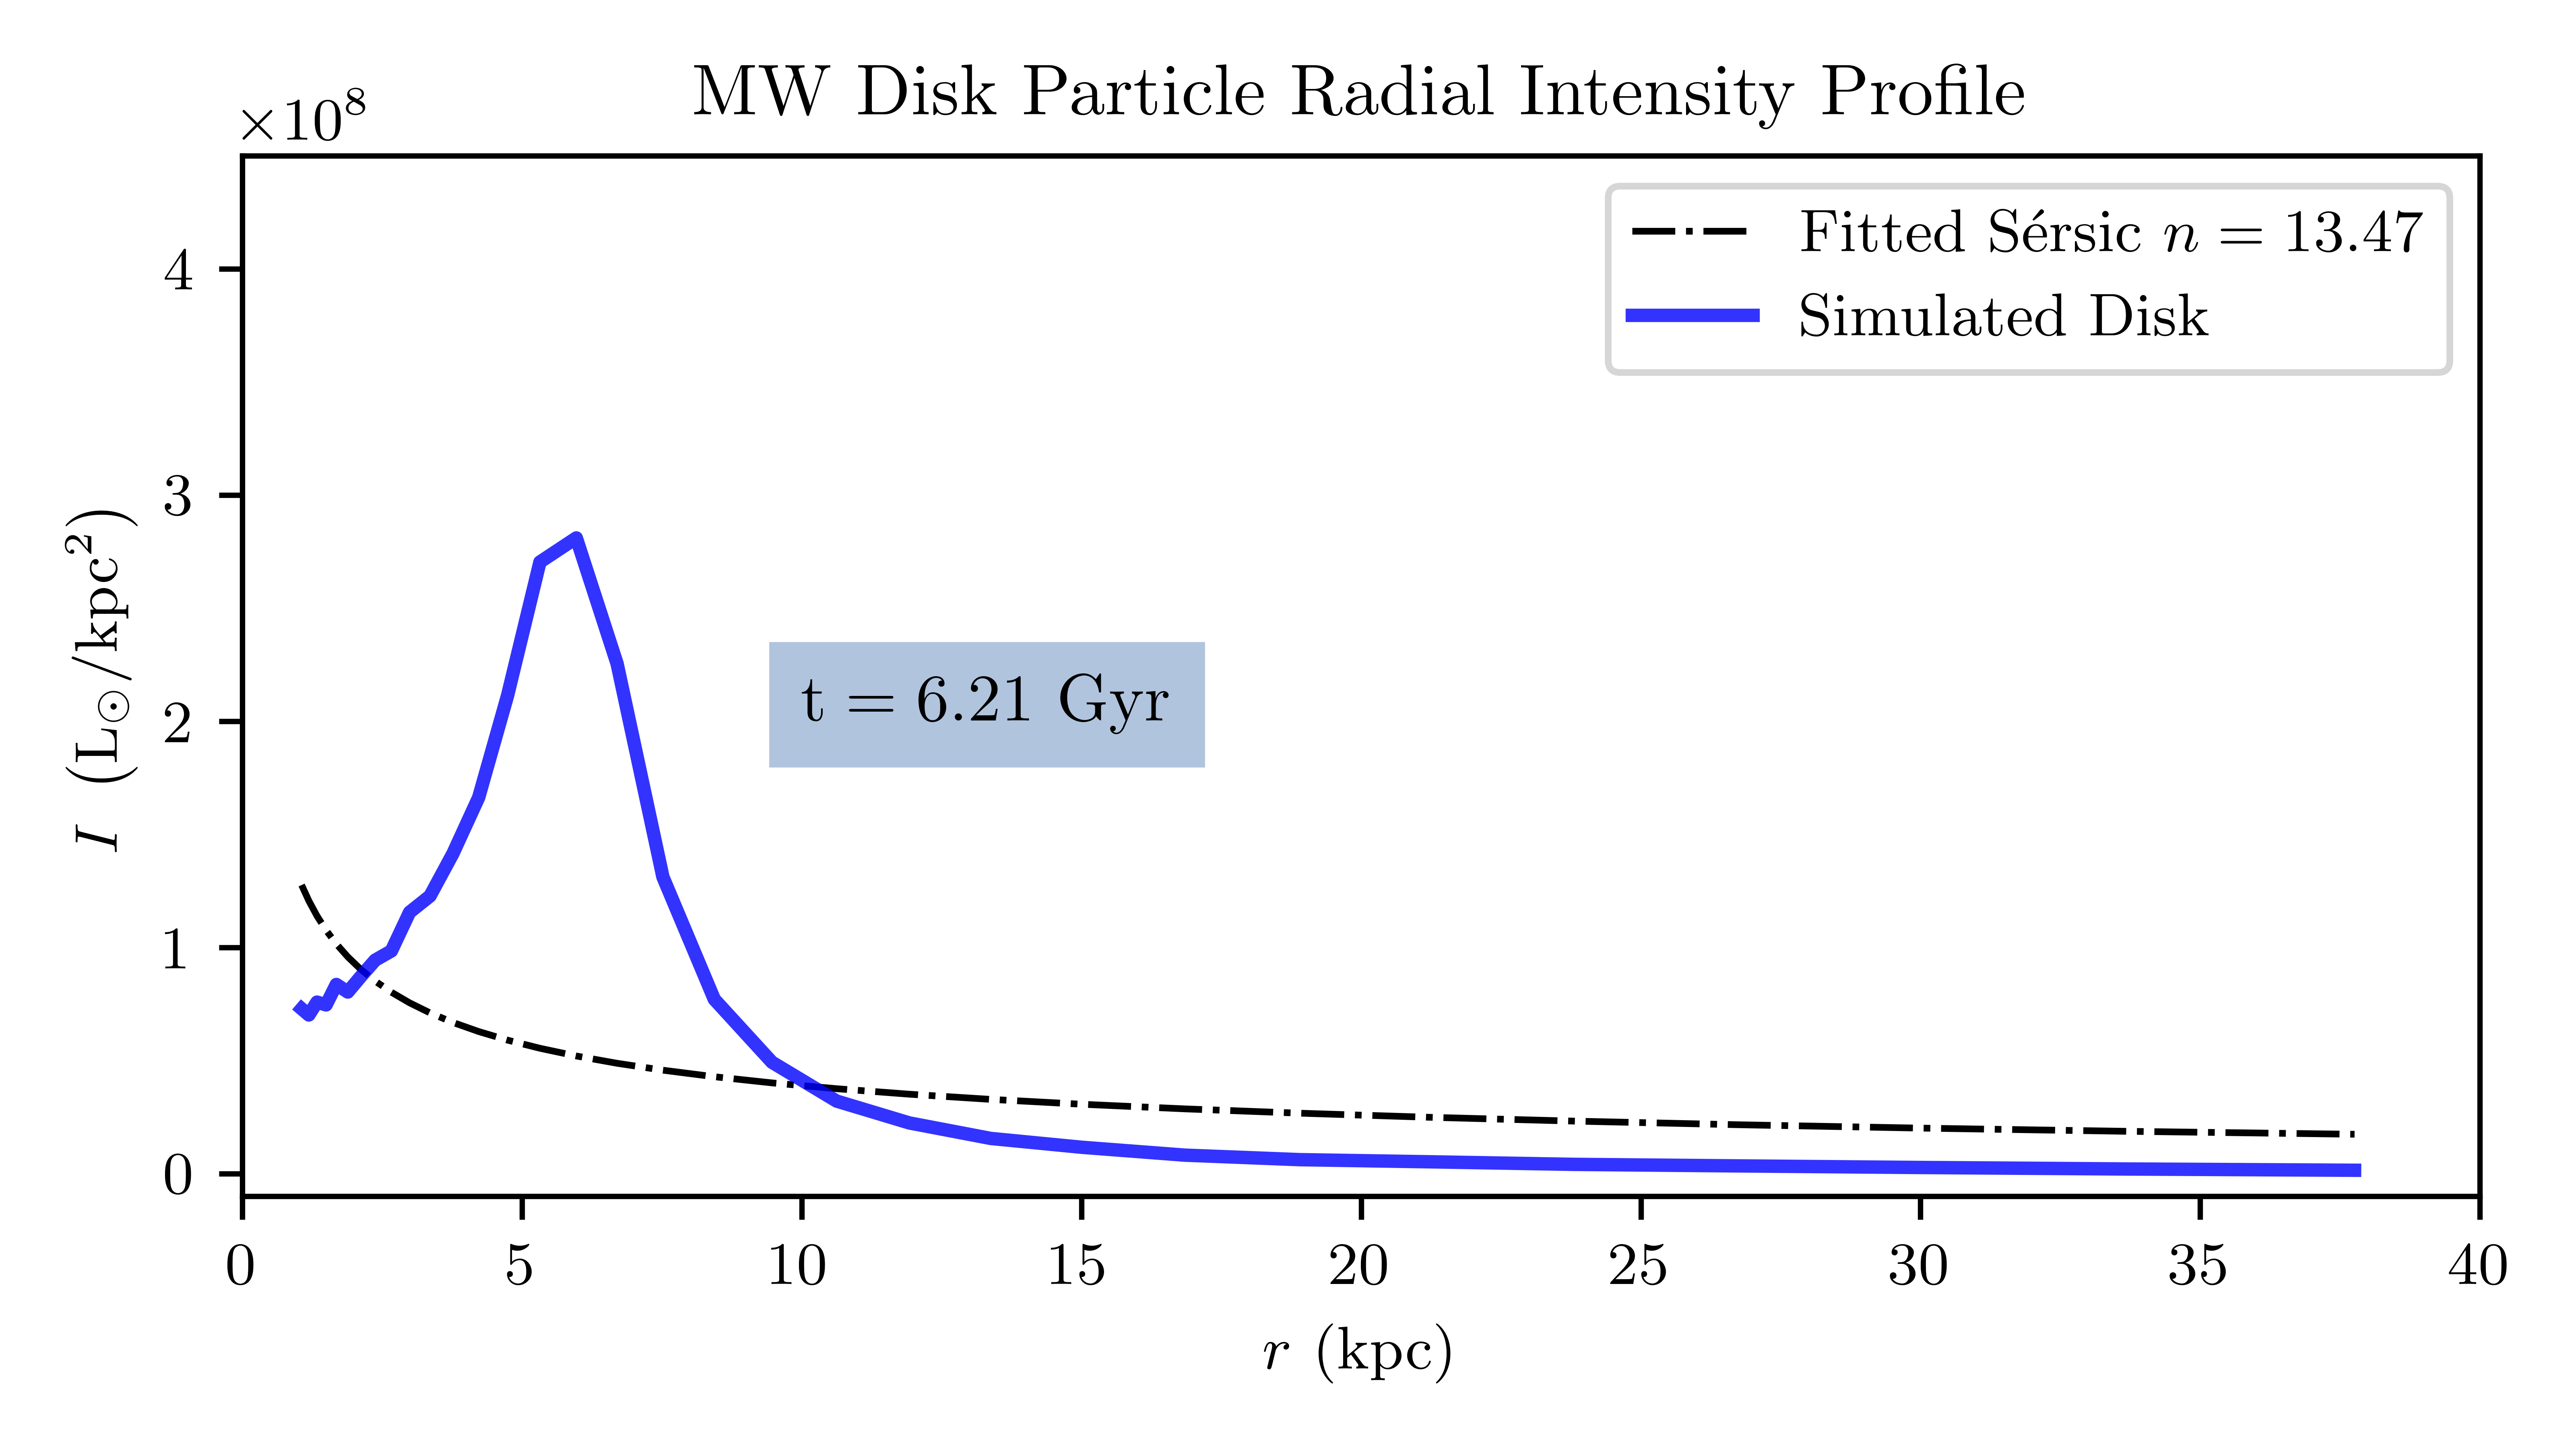 MW Disk Particle Radial Intensity Profile
×10⁸
Fitted Sérsic n = 13.47
Simulated Disk
4
3
2
1
0
I (L⊙/kpc²)
t = 6.21 Gyr
0 5 10 15 20 25 30 35 40
r (kpc)